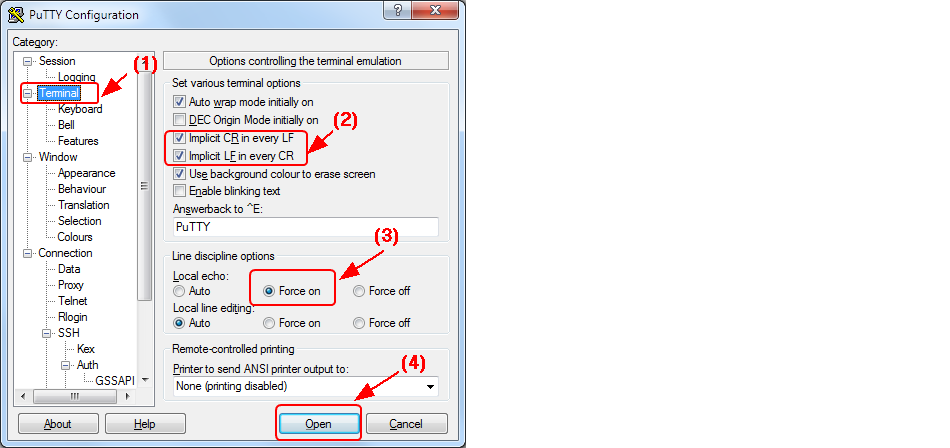 PuTTY Configuration
Category:
Session
Logging
Terminal
Keyboard
Bell
Features
Window
Appearance
Behaviour
Translation
Selection
Colours
Connection
Data
Proxy
Telnet
Rlogin
SSH
Kex
Auth
GSSAPI
(1)
Options controlling the terminal emulation
Set various terminal options
Auto wrap mode initially on
DEC Origin Mode initially on
(2)
Implicit CR in every LF
Implicit LF in every CR
Use background colour to erase screen
Enable blinking text
Answerback to ^E:
PuTTY
(3)
Line discipline options
Local echo:
Auto Force on Force off
Local line editing:
Auto Force on Force off
Remote-controlled printing
(4)
Printer to send ANSI printer output to:
None (printing disabled)
About Help Open Cancel